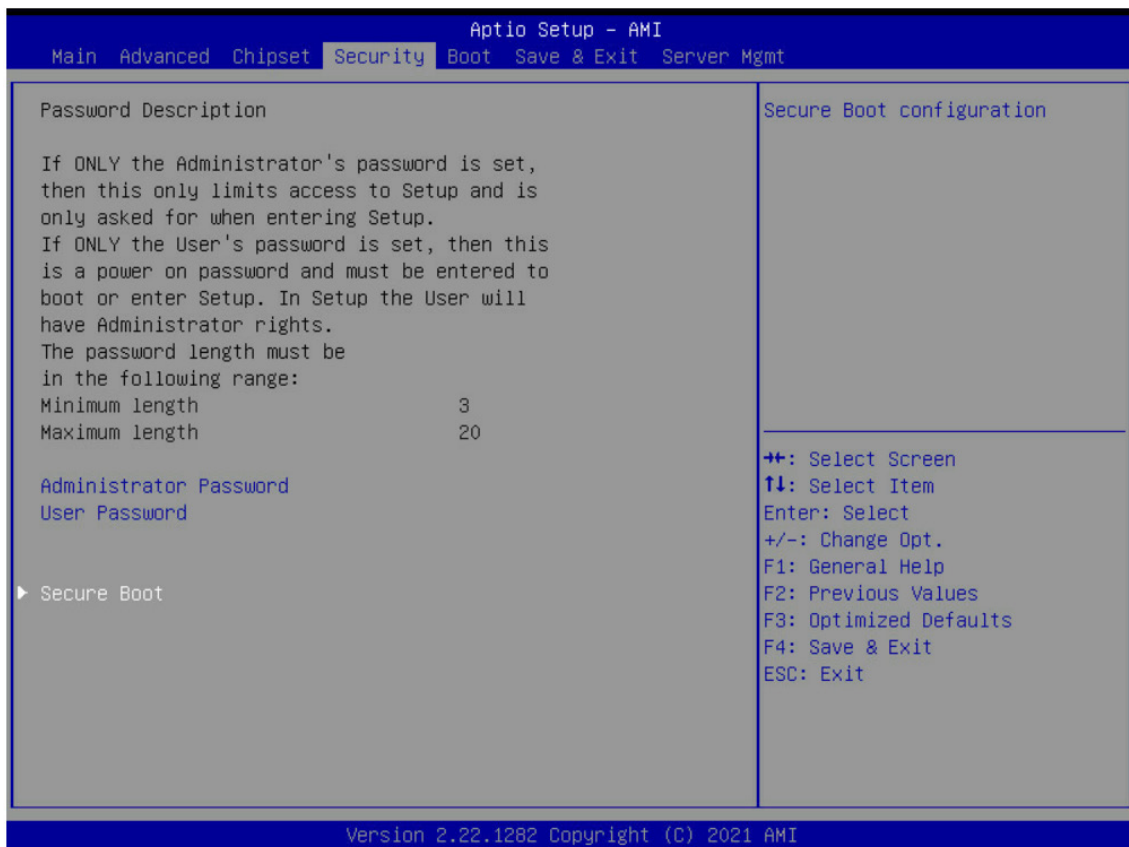 Aptio Setup – AMI
Main Advanced Chipset Security Boot Save & Exit Server Mgmt
Password Description
If ONLY the Administrator's password is set,
then this only limits access to Setup and is
only asked for when entering Setup.
If ONLY the User's password is set, then this
is a power on password and must be entered to
boot or enter Setup. In Setup the User will
have Administrator rights.
The password length must be
in the following range:
Minimum length 3
Maximum length 20
Administrator Password
User Password
▶ Secure Boot
Secure Boot configuration
→←: Select Screen
↑↓: Select Item
Enter: Select
+/-: Change Opt.
F1: General Help
F2: Previous Values
F3: Optimized Defaults
F4: Save & Exit
ESC: Exit
Version 2.22.1282 Copyright (C) 2021 AMI